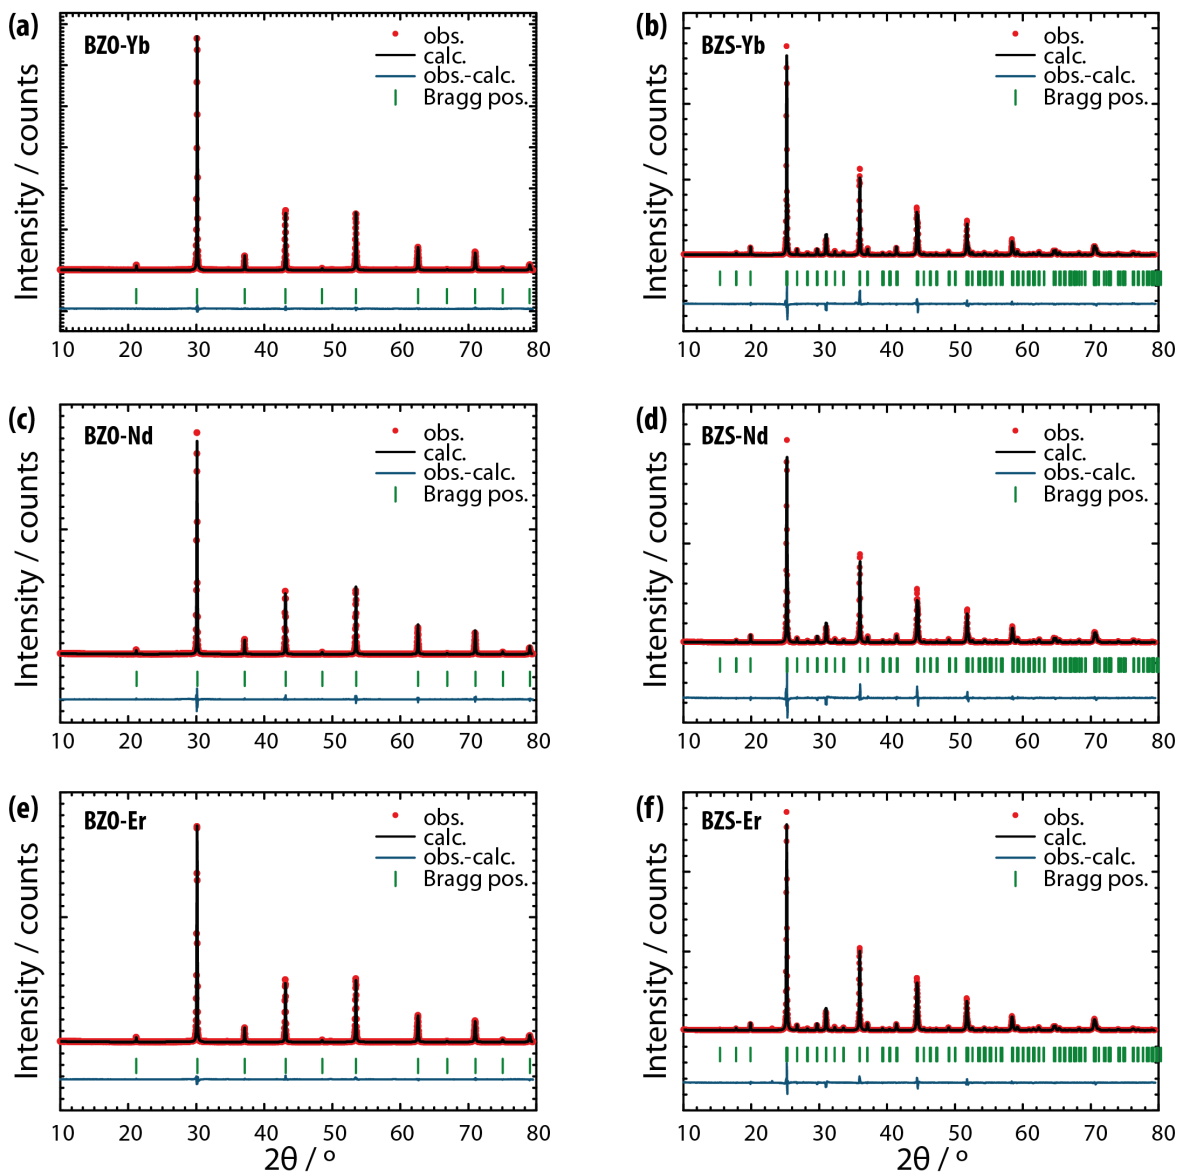 (a)
BZO-Yb
obs.
calc.
obs.-calc.
Bragg pos.
Intensity / counts
10 20 30 40 50 60 70 80
(b)
BZS-Yb
obs.
calc.
obs.-calc.
Bragg pos.
Intensity / counts
10 20 30 40 50 60 70 80
(c)
BZO-Nd
obs.
calc.
obs.-calc.
Bragg pos.
Intensity / counts
10 20 30 40 50 60 70 80
(d)
BZS-Nd
obs.
calc.
obs.-calc.
Bragg pos.
Intensity / counts
10 20 30 40 50 60 70 80
(e)
BZO-Er
obs.
calc.
obs.-calc.
Bragg pos.
Intensity / counts
10 20 30 40 50 60 70 80
2θ / º
(f)
BZS-Er
obs.
calc.
obs.-calc.
Bragg pos.
Intensity / counts
10 20 30 40 50 60 70 80
2θ / º